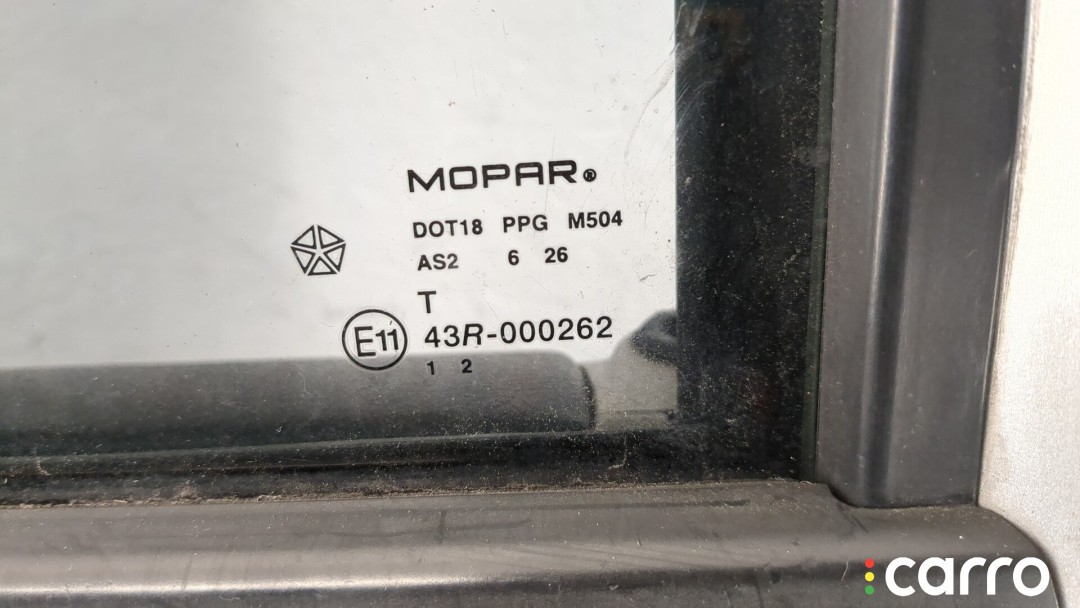 MOPAR®
DOT18 PPG M504
AS2 6 26
T
E11 43R-000262
1 2
carro